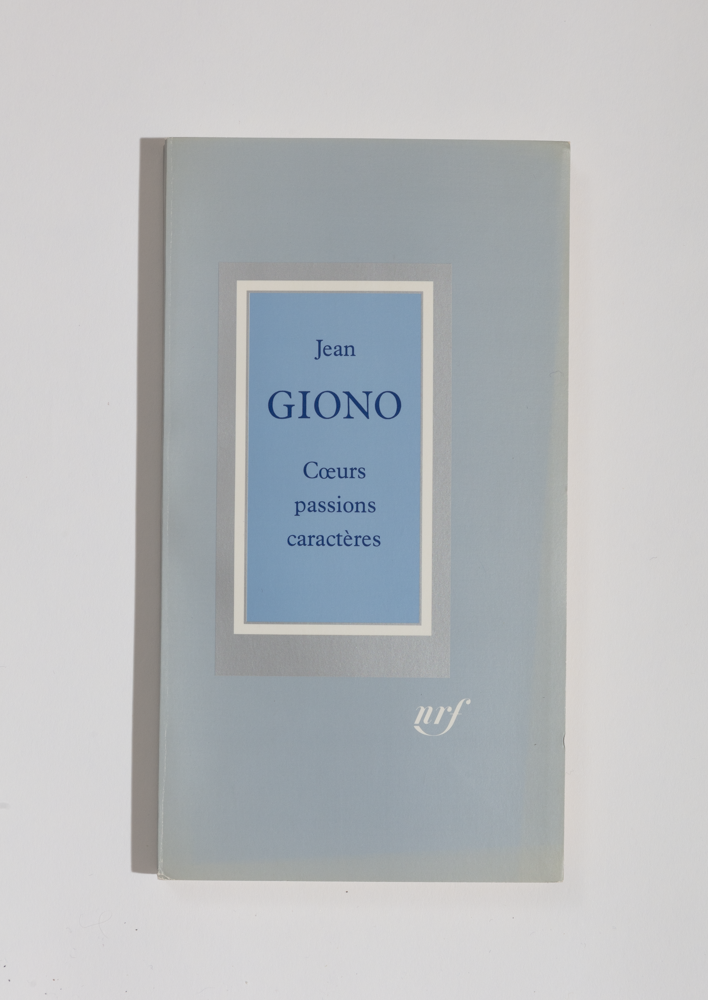 Jean
GIONO
Cœurs
passions
caractères
nrf